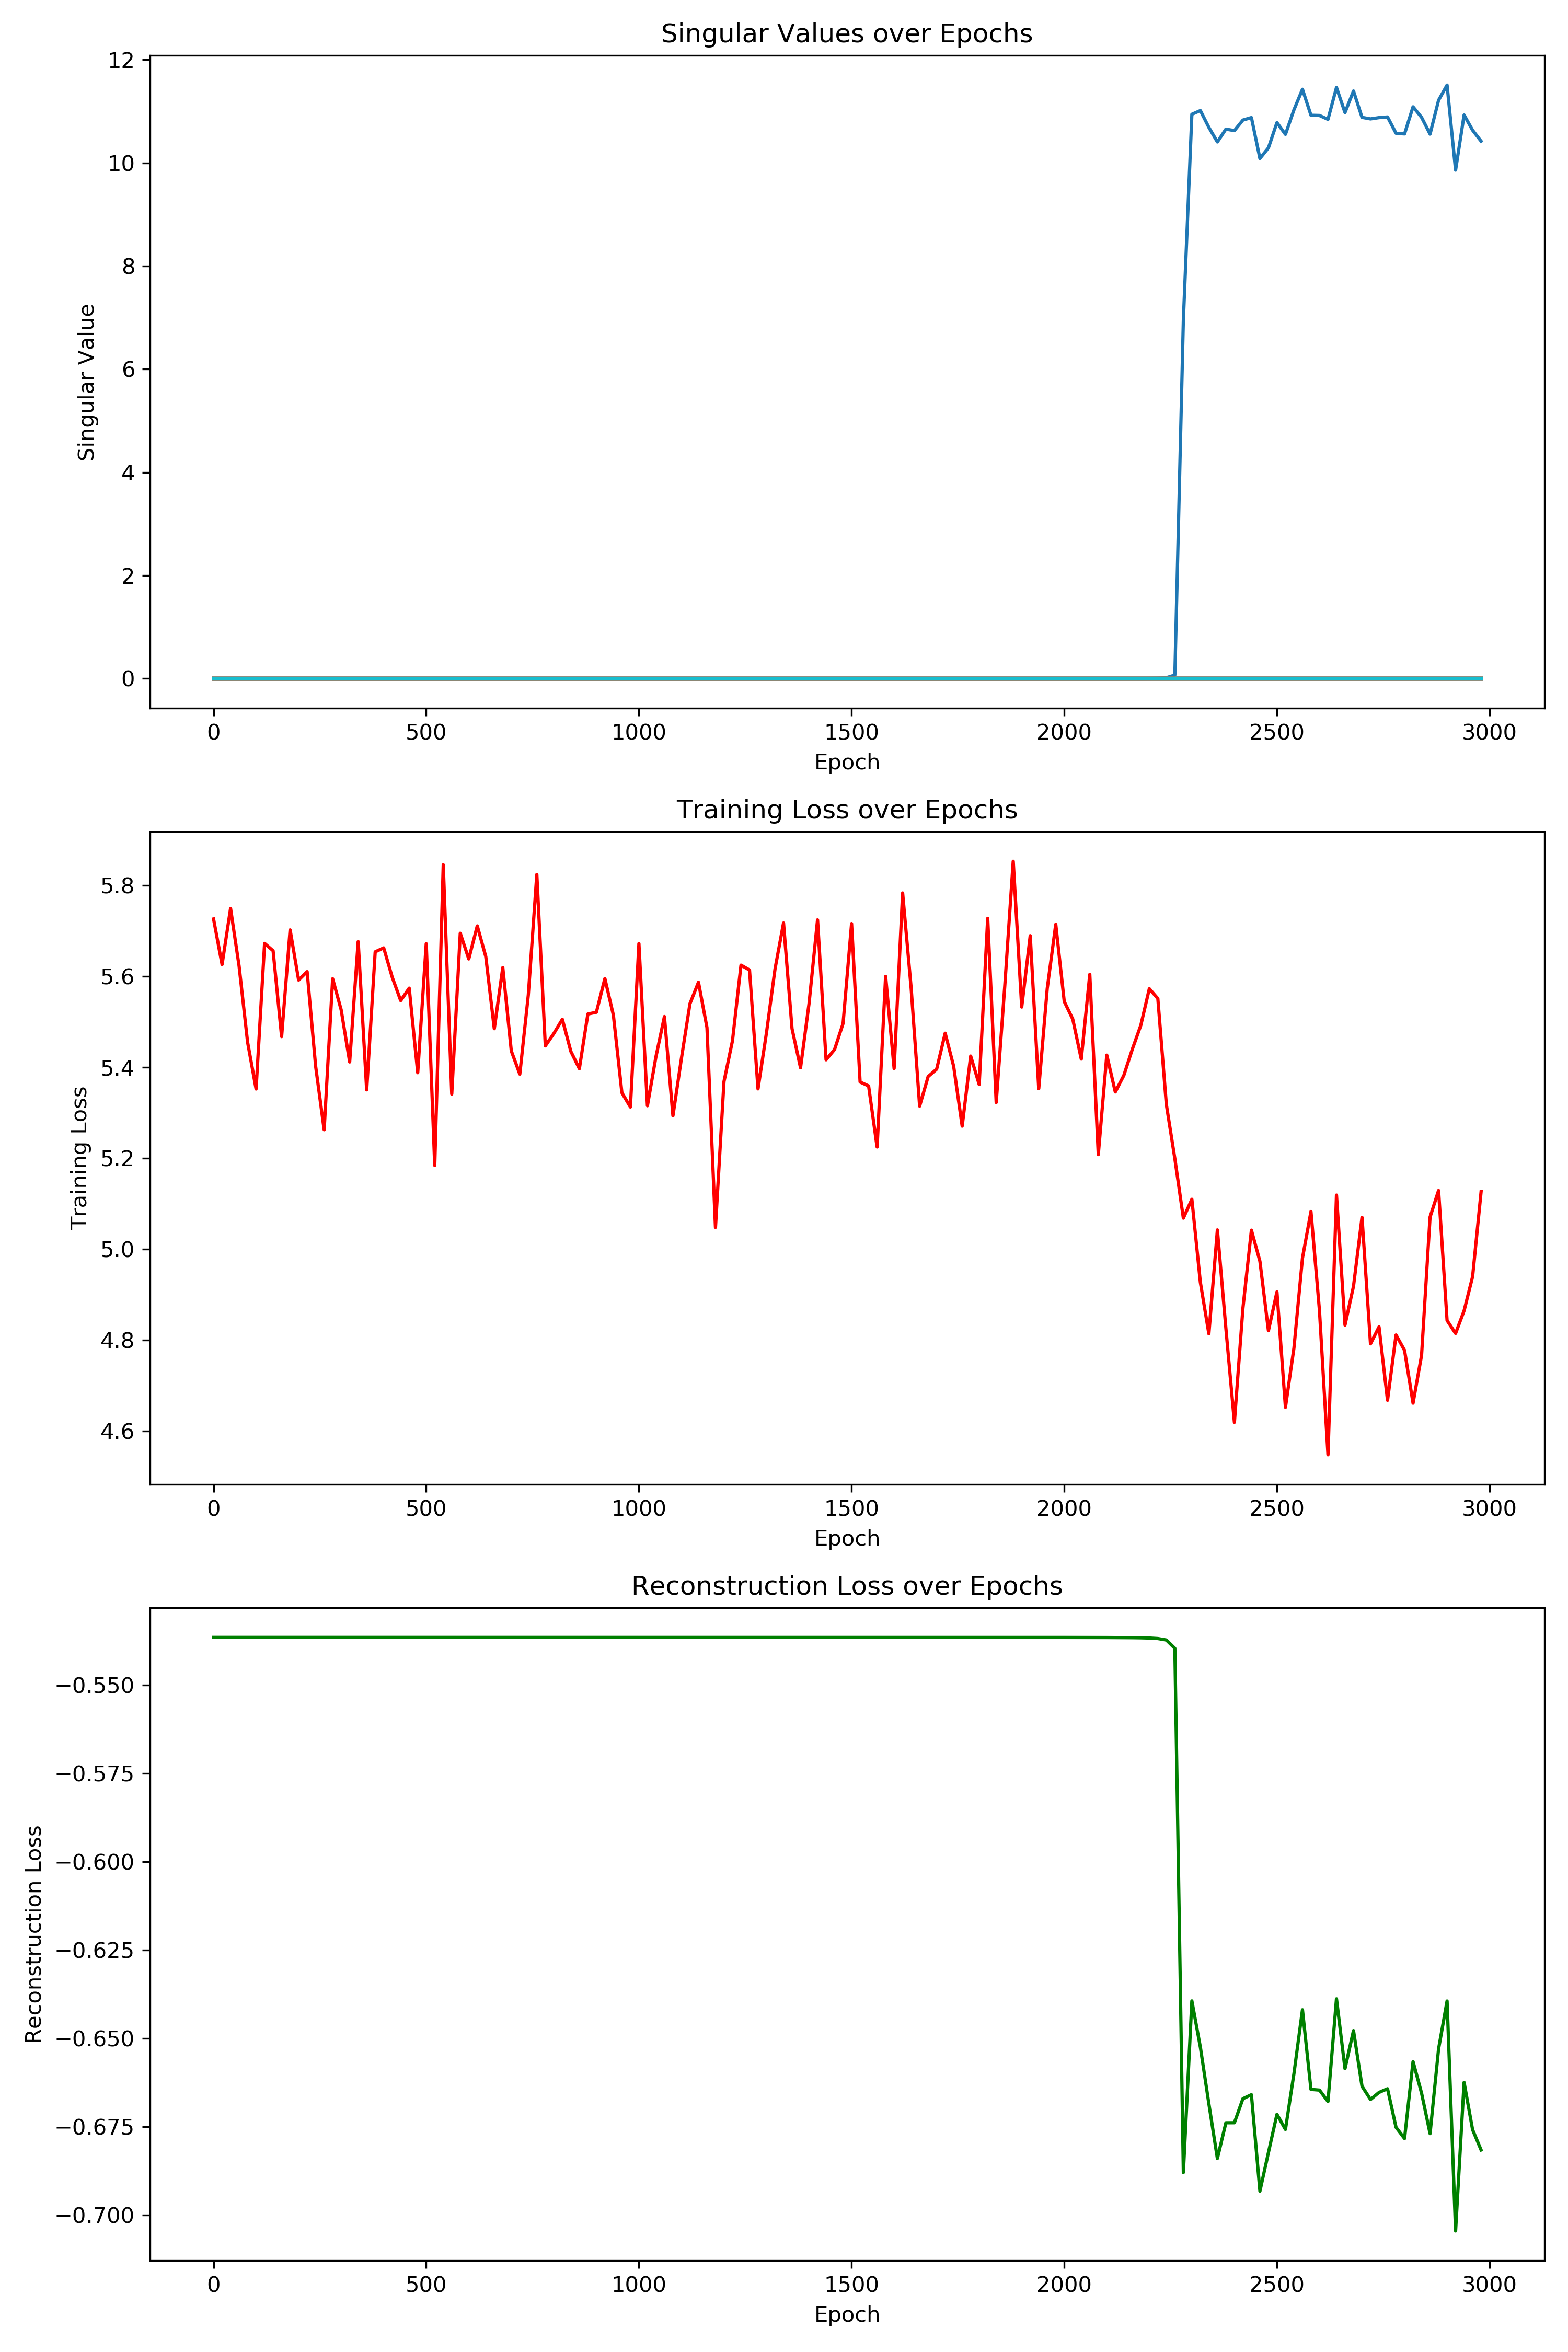 Singular Values over Epochs
12
10
8
6
4
2
0
Singular Value
0 500 1000 1500 2000 2500 3000
Epoch
Training Loss over Epochs
5.8
5.6
5.4
5.2
5.0
4.8
4.6
Training Loss
0 500 1000 1500 2000 2500 3000
Epoch
Reconstruction Loss over Epochs
−0.550
−0.575
−0.600
−0.625
−0.650
−0.675
−0.700
Reconstruction Loss
0 500 1000 1500 2000 2500 3000
Epoch